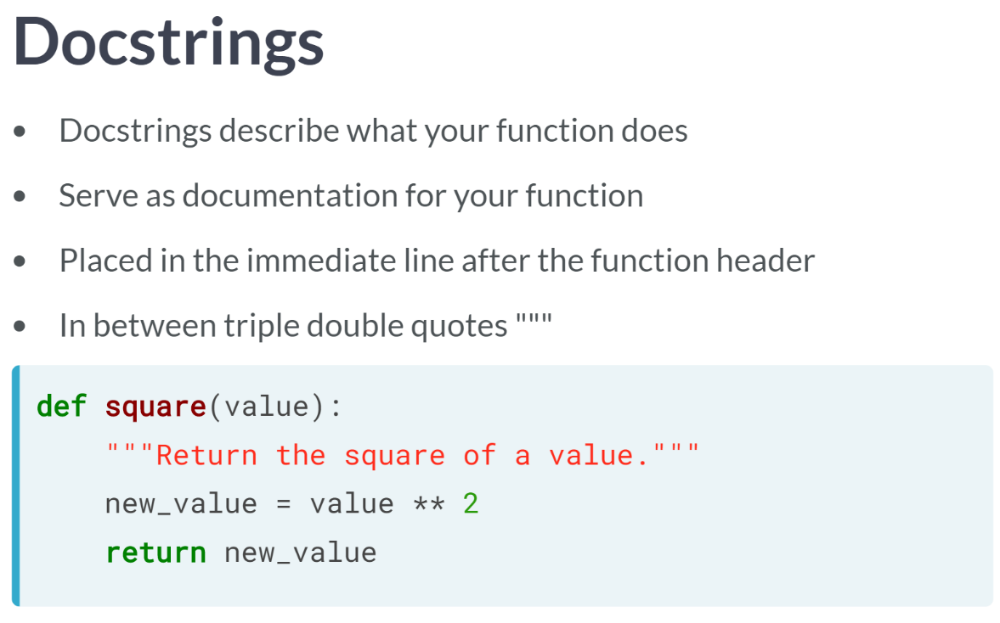 Docstrings
• Docstrings describe what your function does
• Serve as documentation for your function
• Placed in the immediate line after the function header
• In between triple double quotes """
def square(value):
    """Return the square of a value."""
    new_value = value ** 2
    return new_value